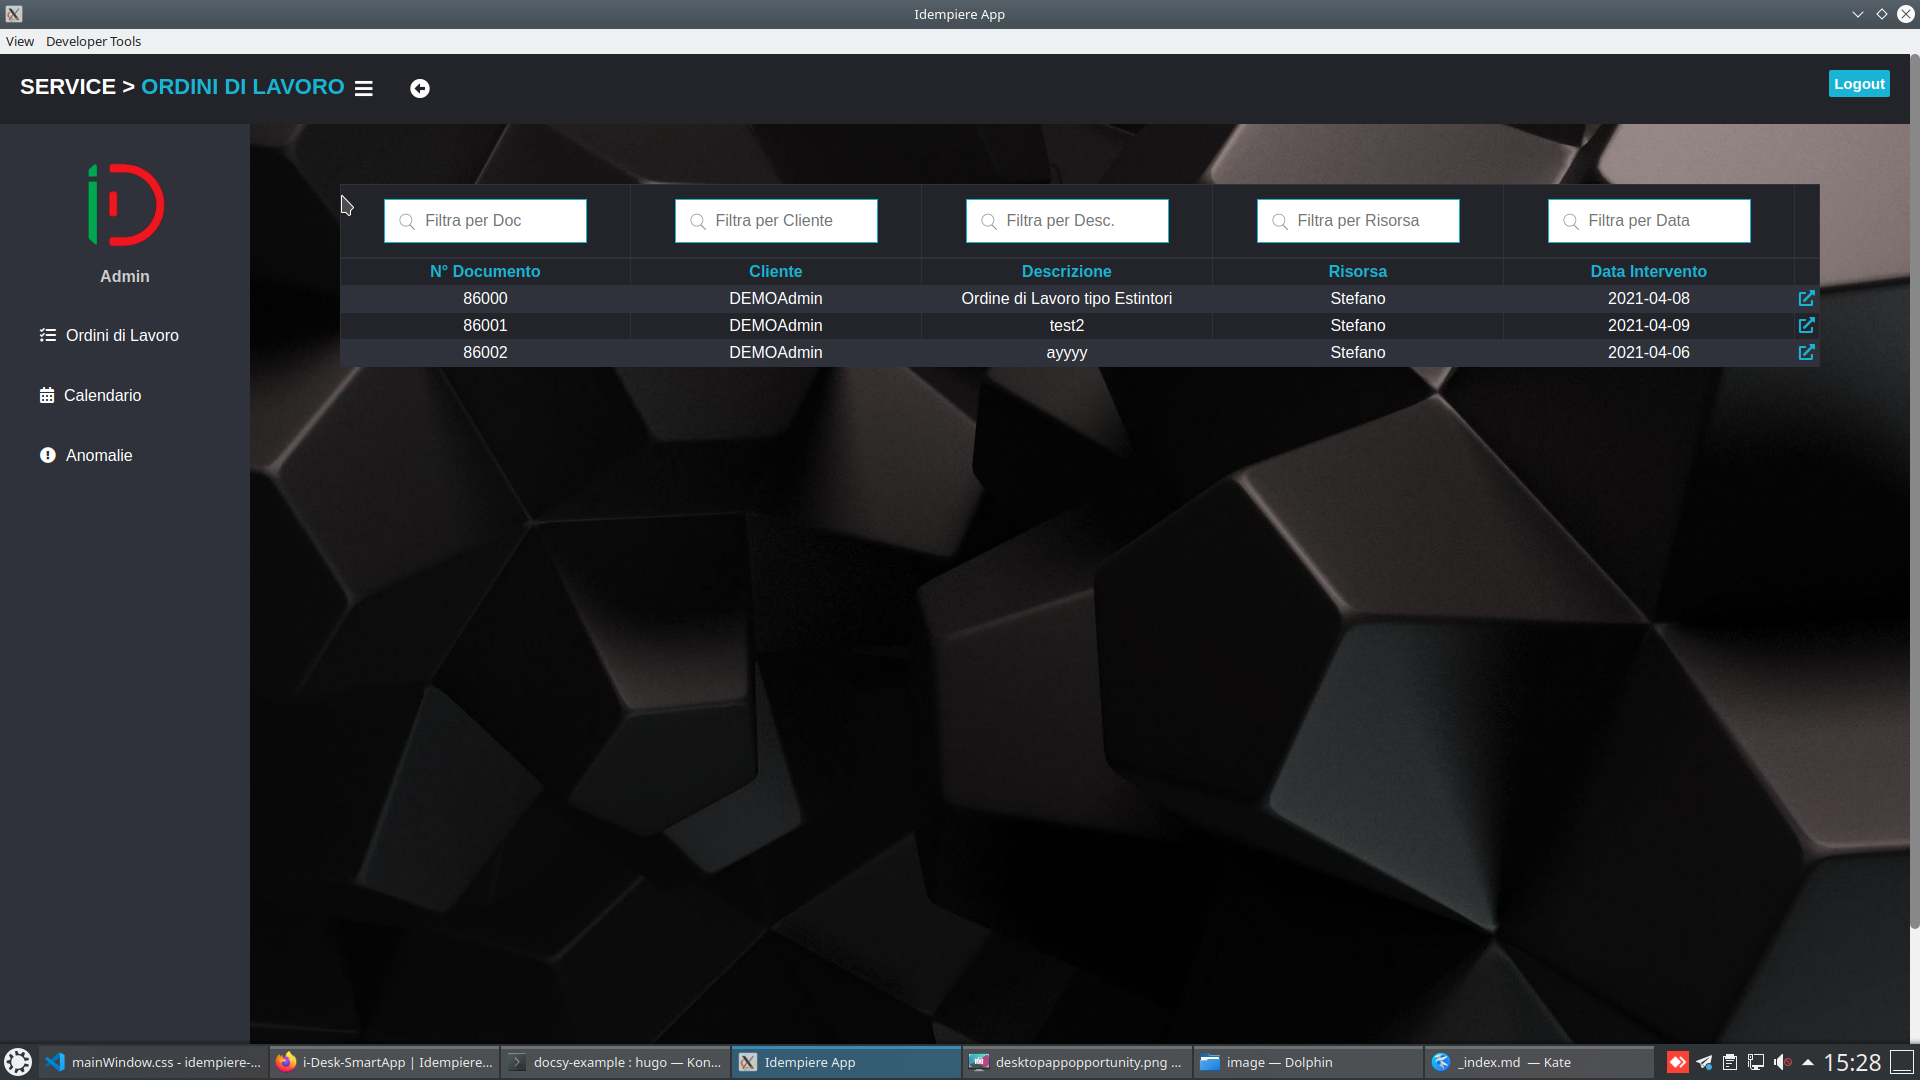 Idempiere App
View Developer Tools
SERVICE > ORDINI DI LAVORO
Logout
iD
Admin
Ordini di Lavoro
Calendario
Anomalie
Filtra per Doc Filtra per Cliente Filtra per Desc. Filtra per Risorsa Filtra per Data
N° Documento Cliente Descrizione Risorsa Data Intervento
86000 DEMOAdmin Ordine di Lavoro tipo Estintori Stefano 2021-04-08
86001 DEMOAdmin test2 Stefano 2021-04-09
86002 DEMOAdmin ayyyy Stefano 2021-04-06
mainWindow.css - idempiere-... i-Desk-SmartApp | Idempiere... docsy-example : hugo — Kon... Idempiere App desktopappopportunity.png ... image — Dolphin _index.md — Kate 15:28